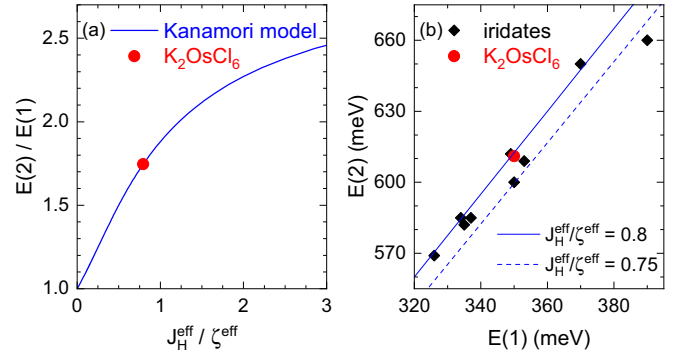 (a)
Kanamori model
K₂OsCl₆
E(2) / E(1)
2.5
2.0
1.5
1.0
0
1
2
3
J_H^eff / ζ^eff
(b)
iridates
K₂OsCl₆
E(2) (meV)
660
630
600
570
J_H^eff/ζ^eff = 0.8
J_H^eff/ζ^eff = 0.75
320
340
360
380
E(1) (meV)